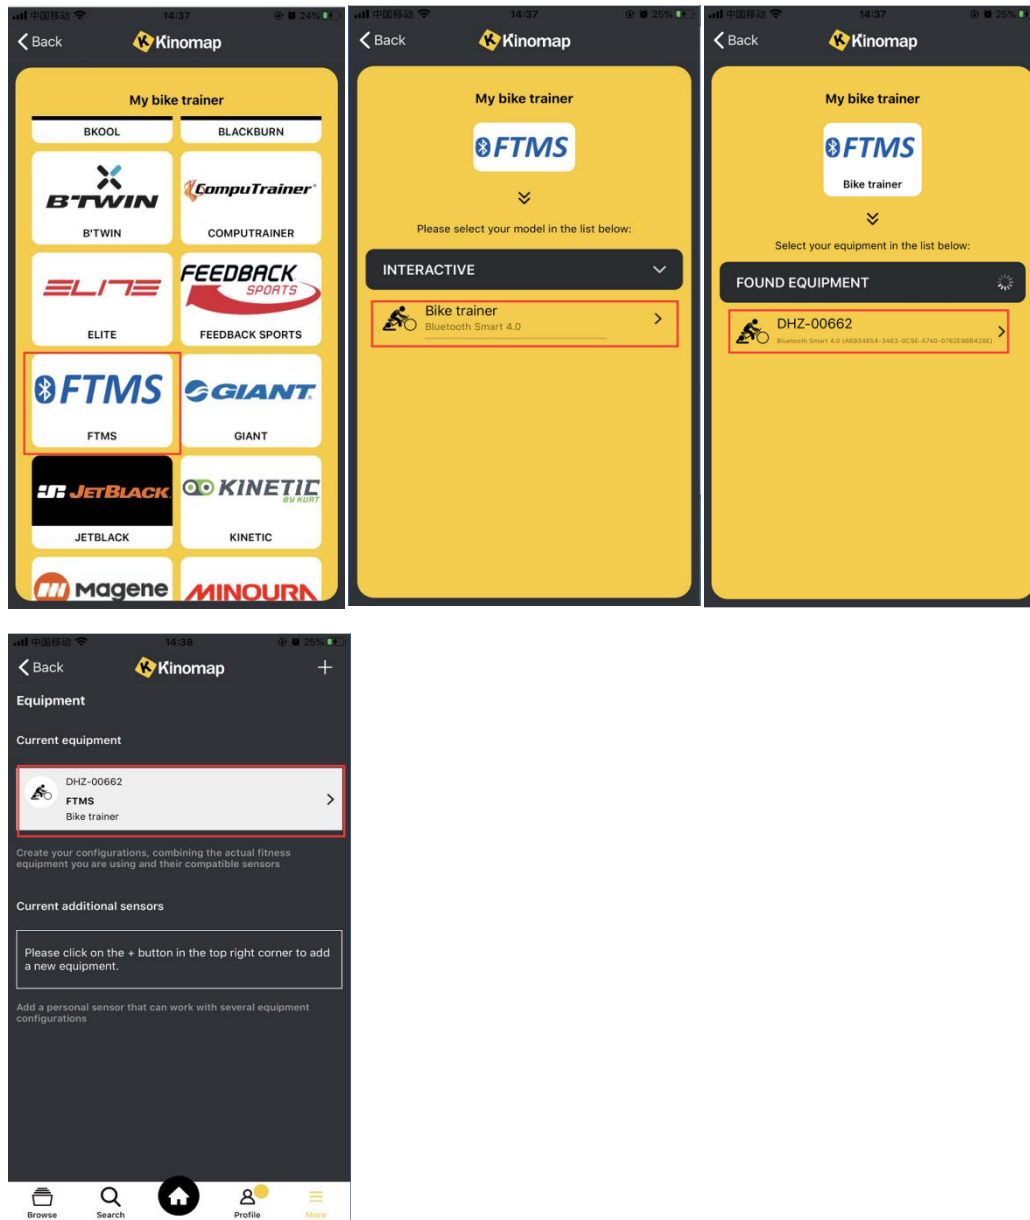 中国移动 14:37 24%
Back Kinomap
My bike trainer
BKOOL BLACKBURN
B'TWIN CompuTrainer
B'TWIN COMPUTRAINER
ELITE FEEDBACK SPORTS
ELITE FEEDBACK SPORTS
FTMS GIANT
FTMS GIANT
JETBLACK KINETIC BY KURT
JETBLACK KINETIC
Magene MINOURA
中国移动 14:37 25%
Back Kinomap
My bike trainer
FTMS
Please select your model in the list below:
INTERACTIVE
Bike trainer
Bluetooth Smart 4.0
中国移动 14:37 25%
Back Kinomap
My bike trainer
FTMS
Bike trainer
Select your equipment in the list below:
FOUND EQUIPMENT
DHZ-00662
Bluetooth Smart 4.0
中国移动 14:38 25%
Back Kinomap +
Equipment
Current equipment
DHZ-00662
FTMS
Bike trainer
Create your configurations, combining the actual fitness
equipment you are using and their compatible sensors
Current additional sensors
Please click on the + button in the top right corner to add
a new equipment.
Add a personal sensor that can work with several equipment
configurations
Browse Search Profile More